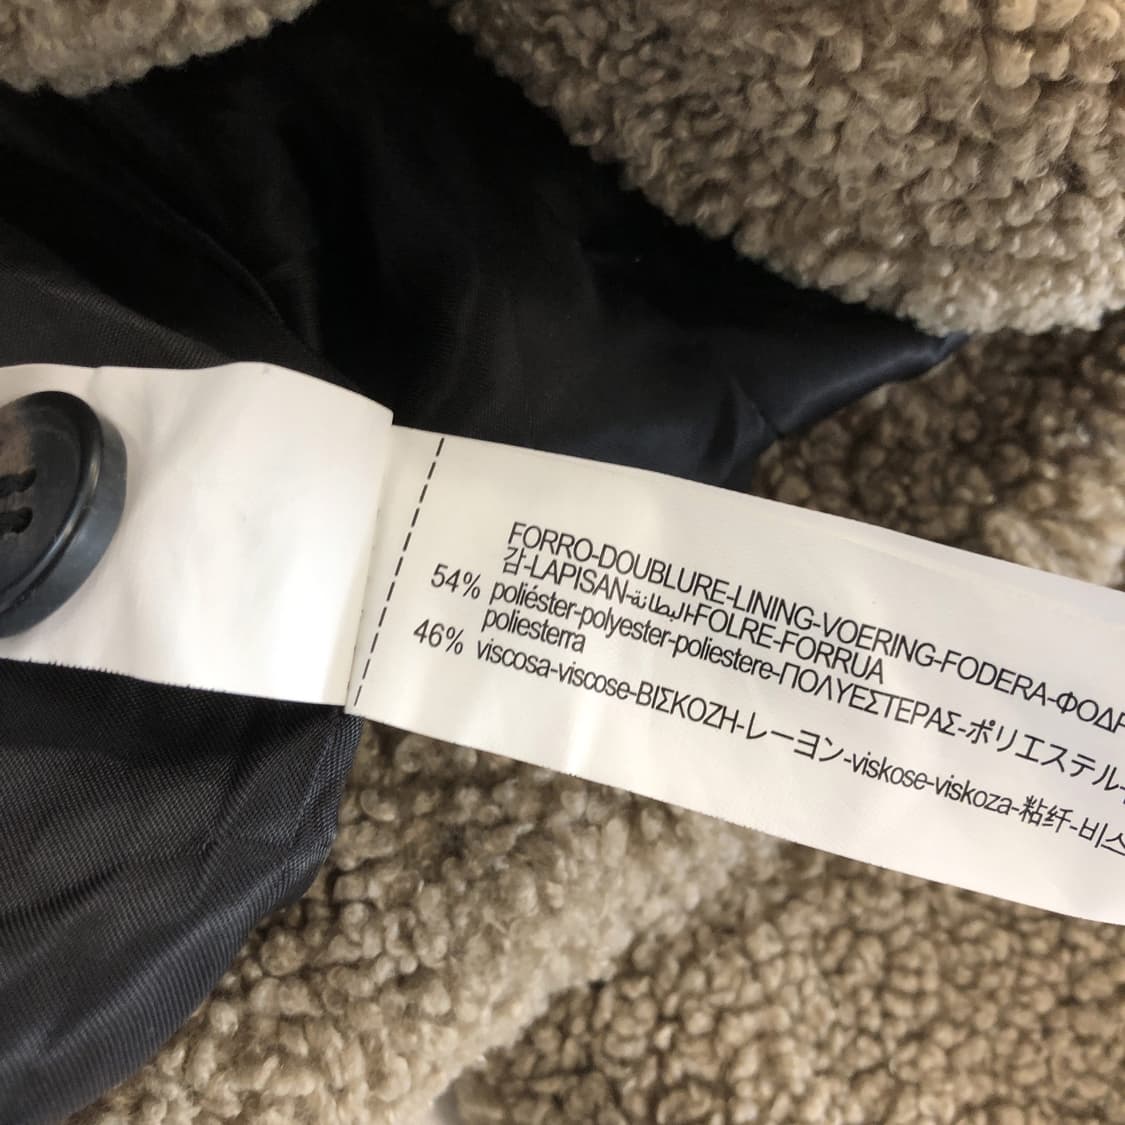 FORRO-DOUBLURE-LINING-VOERING-FODERA-ΦΟΔΡ
감-LAPISAN-البطانة-FOLRE-FORRUA
54% poliéster-polyester-poliestere-ΠΟΛΥΕΣΤΕΡΑΣ-ポリエステル-
poliesterra
46% viscosa-viscose-ΒΙΣΚΟΖΗ-レーヨン-viskose-viskoza-粘纤-비스